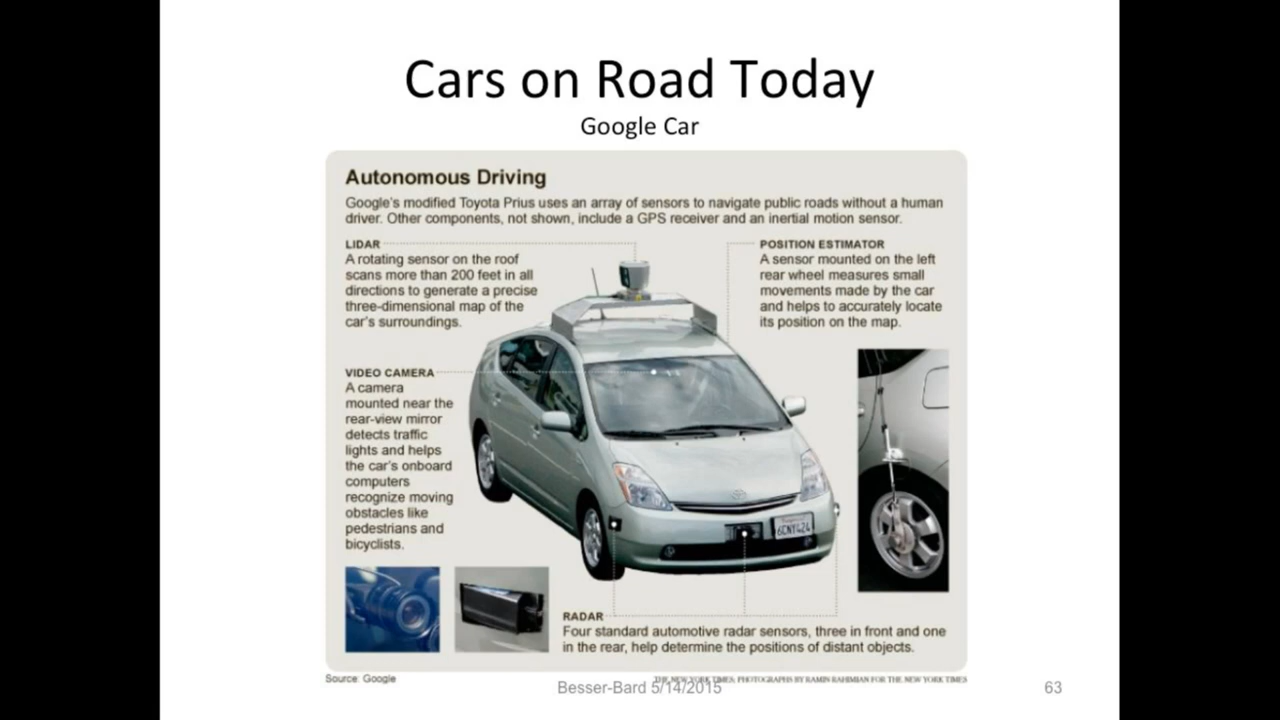 Cars on Road Today
Google Car
Autonomous Driving
Google's modified Toyota Prius uses an array of sensors to navigate public roads without a human
driver. Other components, not shown, include a GPS receiver and an inertial motion sensor.
LIDAR
A rotating sensor on the roof
scans more than 200 feet in all
directions to generate a precise
three-dimensional map of the
car's surroundings.
POSITION ESTIMATOR
A sensor mounted on the left
rear wheel measures small
movements made by the car
and helps to accurately locate
its position on the map.
VIDEO CAMERA
A camera
mounted near the
rear-view mirror
detects traffic
lights and helps
the car's onboard
computers
recognize moving
obstacles like
pedestrians and
bicyclists.
6CNY424
RADAR
Four standard automotive radar sensors, three in front and one
in the rear, help determine the positions of distant objects.
Source: Google
THE NEW YORK TIMES; PHOTOGRAPHS BY RAMIN RAHIMIAN FOR THE NEW YORK TIMES
Besser-Bard 5/14/2015
63